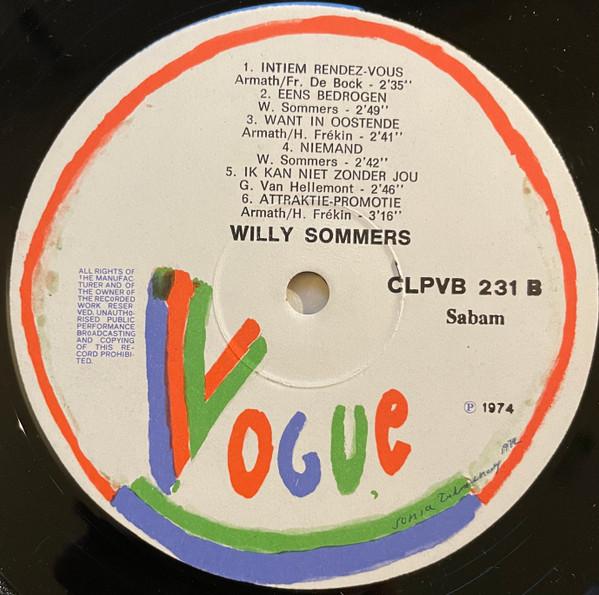 1. INTIEM RENDEZ-VOUS
Armath/Fr. De Bock - 2'35"
2. EENS BEDROGEN
W. Sommers - 2'49"
3. WANT IN OOSTENDE
Armath/H. Frékin - 2'41"
4. NIEMAND
W. Sommers - 2'42"
5. IK KAN NIET ZONDER JOU
G. Van Hellemont - 2'46"
6. ATTRAKTIE-PROMOTIE
Armath/H. Frékin - 3'16"
WILLY SOMMERS
ALL RIGHTS OF
THE MANUFAC-
TURER AND OF
THE OWNER OF
THE RECORDED
WORK RESER-
VED. UNAUTHO-
RISED PUBLIC
PERFORMANCE
BROADCASTING
AND COPYING
OF THIS RE-
CORD PROHIBI-
TED.
CLPVB 231 B
Sabam
VOGUE
℗ 1974
sonia